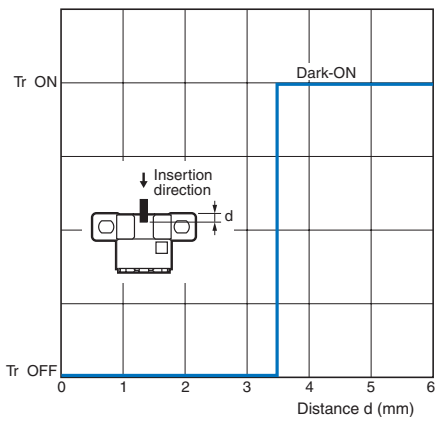 Dark-ON
Tr ON
Insertion
direction
d
Tr OFF
0 1 2 3 4 5 6
Distance d (mm)